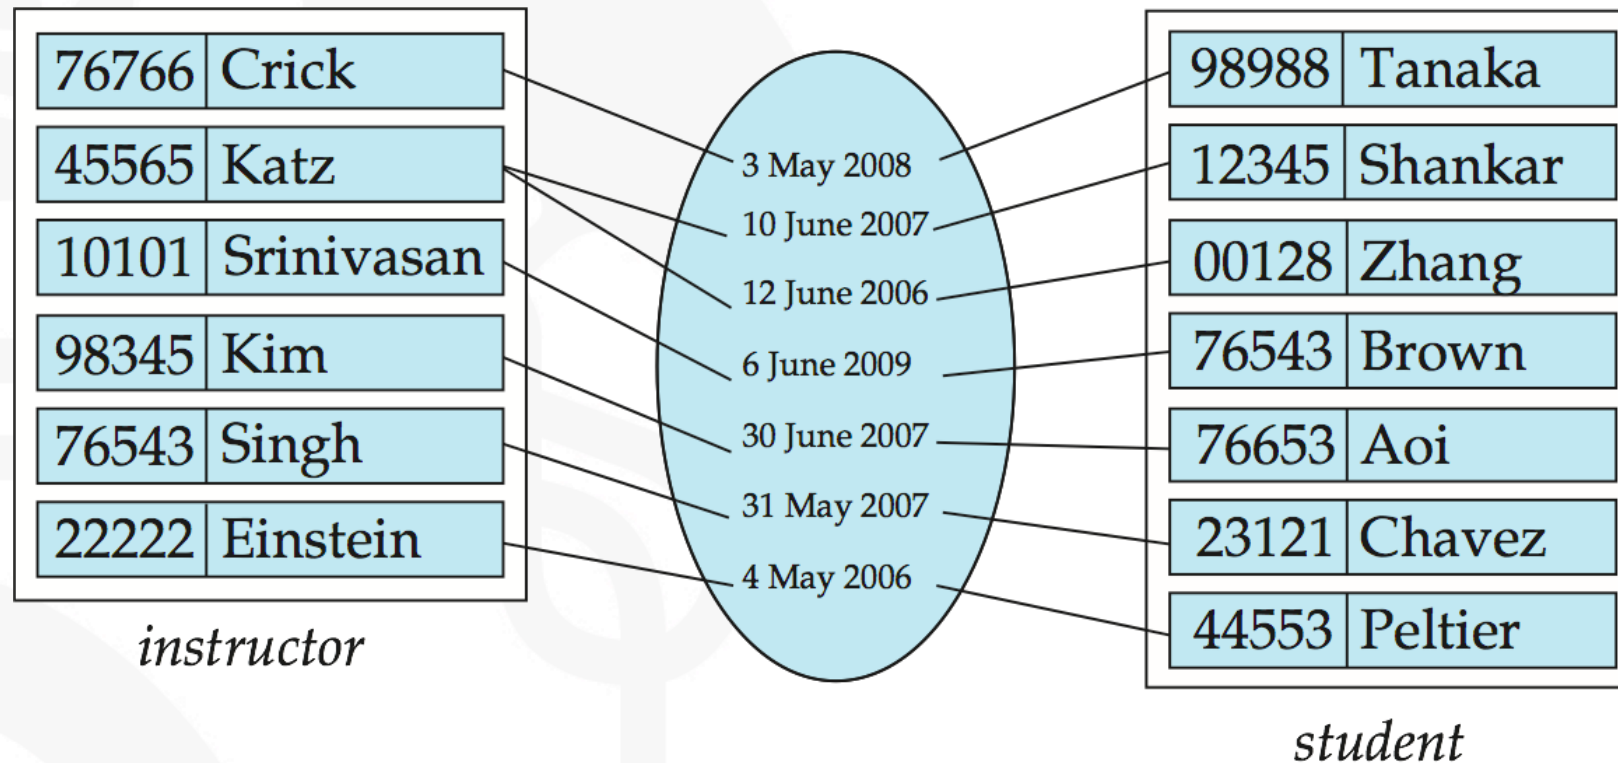 76766 Crick
45565 Katz
10101 Srinivasan
98345 Kim
76543 Singh
22222 Einstein
instructor
3 May 2008
10 June 2007
12 June 2006
6 June 2009
30 June 2007
31 May 2007
4 May 2006
98988 Tanaka
12345 Shankar
00128 Zhang
76543 Brown
76653 Aoi
23121 Chavez
44553 Peltier
student